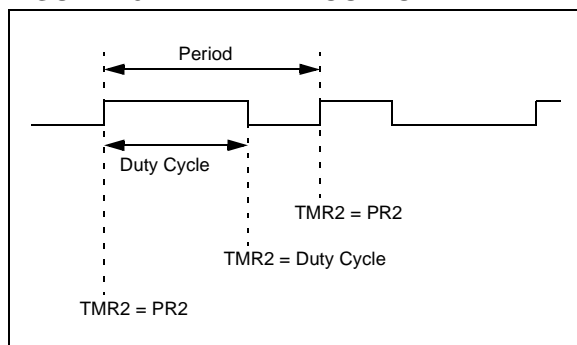 Period
Duty Cycle
TMR2 = PR2
TMR2 = Duty Cycle
TMR2 = PR2